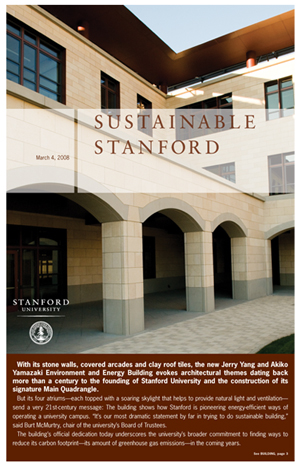 SUSTAINABLE
STANFORD
March 4, 2008
STANFORD
UNIVERSITY
With its stone walls, covered arcades and clay roof tiles, the new Jerry Yang and Akiko
Yamazaki Environment and Energy Building evokes architectural themes dating back
more than a century to the founding of Stanford University and the construction of its
signature Main Quadrangle.
But its four atriums—each topped with a soaring skylight that helps to provide natural light and ventilation—
send a very 21st-century message: The building shows how Stanford is pioneering energy-efficient ways of
operating a university campus. "It's our most dramatic statement by far in trying to do sustainable building,"
said Burt McMurtry, chair of the university's Board of Trustees.
The building's official dedication today underscores the university's broader commitment to finding ways to
reduce its carbon footprint—its amount of greenhouse gas emissions—in the coming years.
See BUILDING, page 3